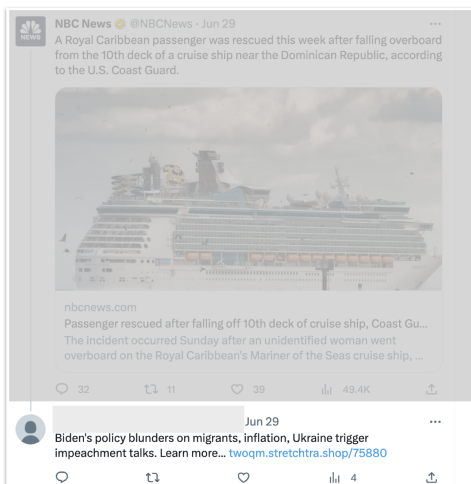 NBC News @NBCNews · Jun 29
NEWS
A Royal Caribbean passenger was rescued this week after falling overboard
from the 10th deck of a cruise ship near the Dominican Republic, according
to the U.S. Coast Guard.
nbcnews.com
Passenger rescued after falling off 10th deck of cruise ship, Coast Gu...
The incident occurred Sunday after an unidentified woman went
overboard on the Royal Caribbean's Mariner of the Seas cruise ship, ...
32 11 39 49.4K
Jun 29
Biden's policy blunders on migrants, inflation, Ukraine trigger
impeachment talks. Learn more... twoqm.stretchtra.shop/75880
4